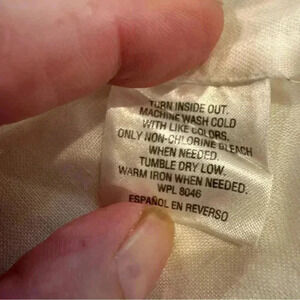 TURN INSIDE OUT.
MACHINE WASH COLD
WITH LIKE COLORS.
ONLY NON-CHLORINE BLEACH
WHEN NEEDED.
TUMBLE DRY LOW.
WARM IRON WHEN NEEDED.
WPL 8046
ESPAÑOL EN REVERSO